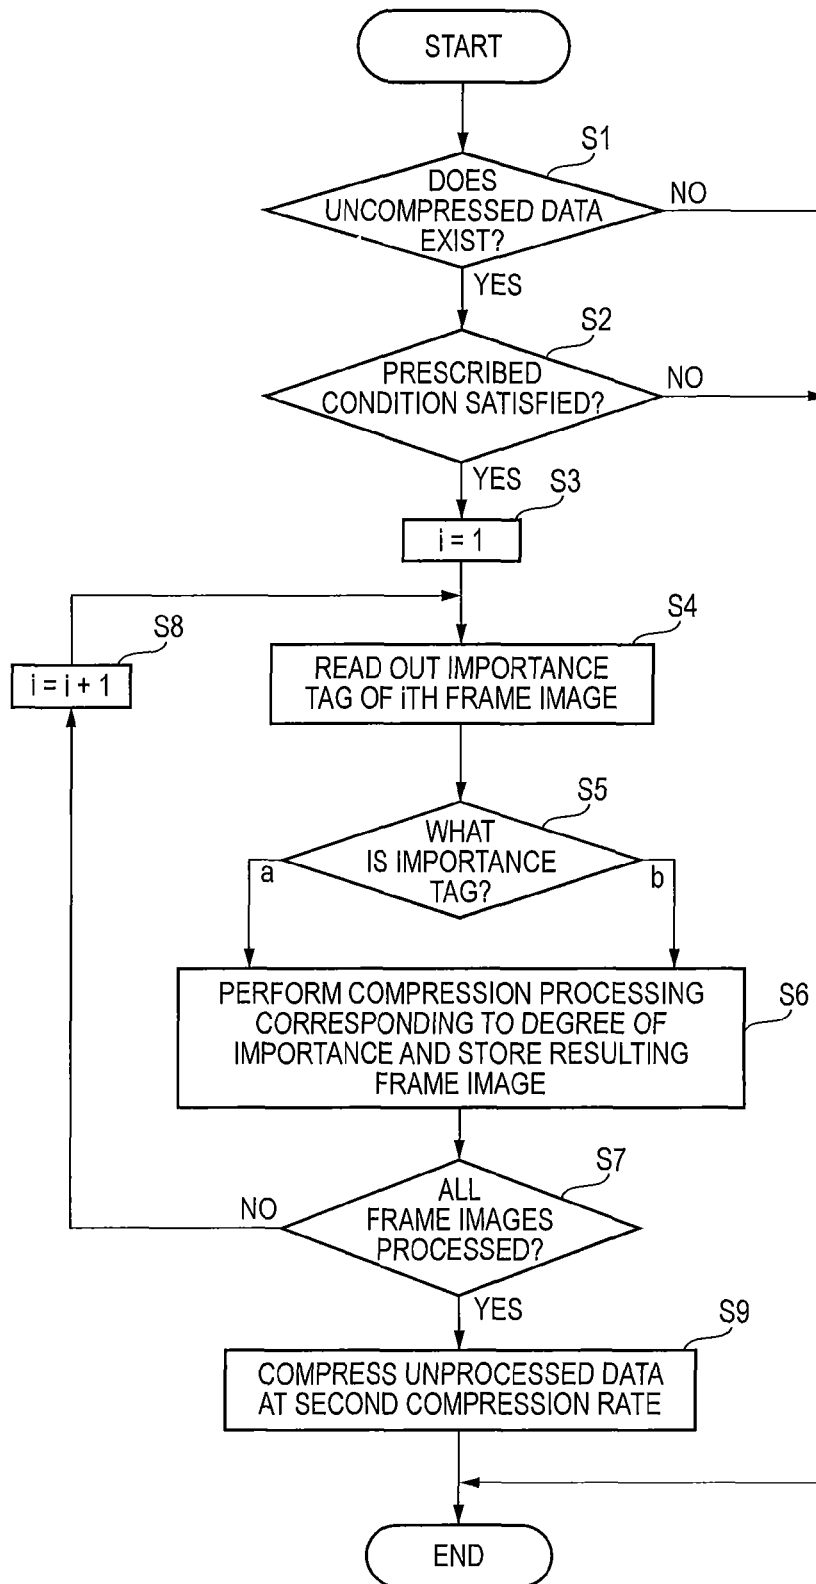 START
S1
DOES
UNCOMPRESSED DATA
EXIST?
NO
YES
S2
PRESCRIBED
CONDITION SATISFIED?
NO
YES
S3
i = 1
S8
i = i + 1
S4
READ OUT IMPORTANCE
TAG OF iTH FRAME IMAGE
S5
WHAT
IS IMPORTANCE
TAG?
a
b
S6
PERFORM COMPRESSION PROCESSING
CORRESPONDING TO DEGREE OF
IMPORTANCE AND STORE RESULTING
FRAME IMAGE
S7
ALL
FRAME IMAGES
PROCESSED?
NO
YES
S9
COMPRESS UNPROCESSED DATA
AT SECOND COMPRESSION RATE
END